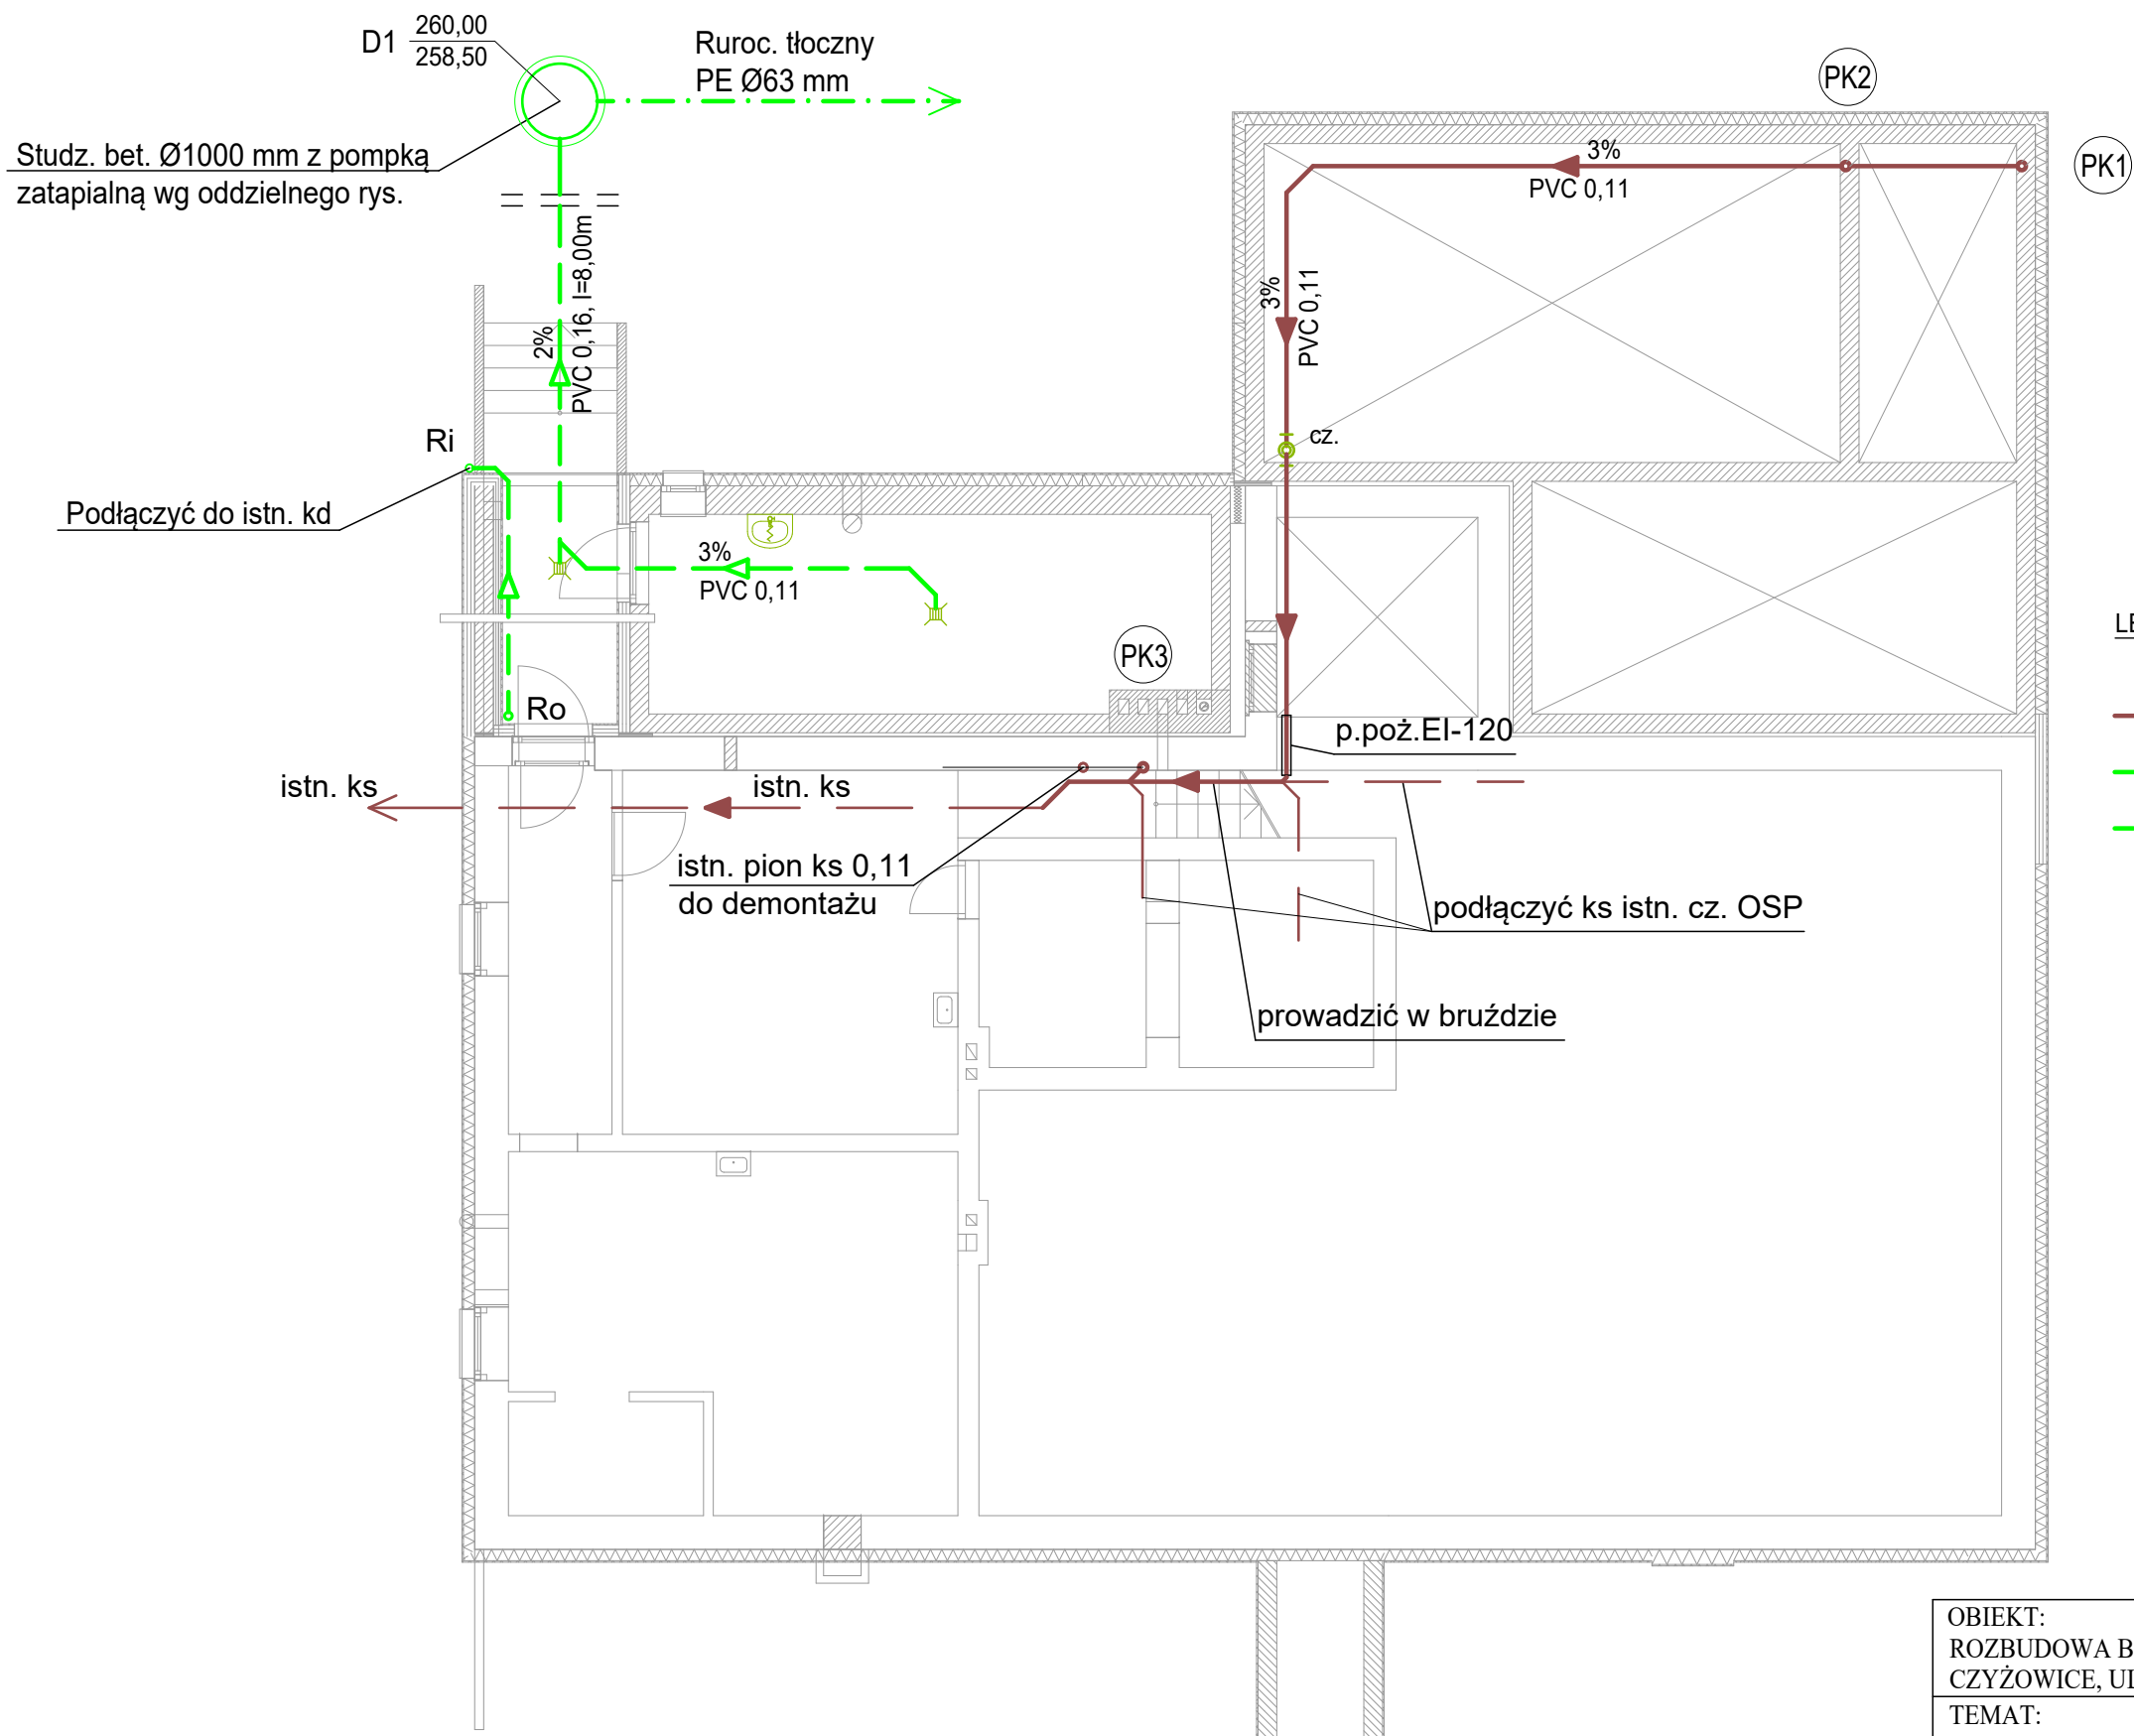 D1 260,00
258,50
Ruroc. tłoczny
PE Ø63 mm
Studz. bet. Ø1000 mm z pompką
zatapialną wg oddzielnego rys.
PK2
PK1
3%
PVC 0,11
3%
PVC 0,11
cz.
2%
PVC 0,16, l=8,00m
Ri
Podłączyć do istn. kd
3%
PVC 0,11
PK3
Ro
p.poż.EI-120
istn. ks
istn. ks
istn. pion ks 0,11
do demontażu
podłączyć ks istn. cz. OSP
prowadzić w bruździe
OBIEKT:
ROZBUDOWA
CZYŻOWICE,
TEMAT: